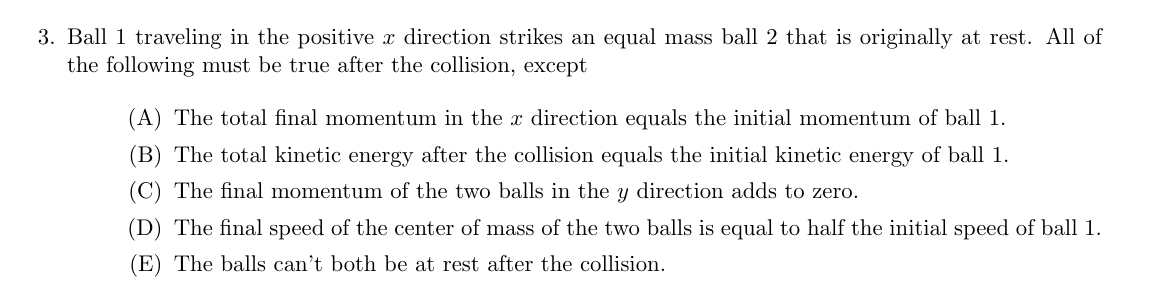 3. Ball 1 traveling in the positive x direction strikes an equal mass ball 2 that is originally at rest. All of
the following must be true after the collision, except
(A) The total final momentum in the x direction equals the initial momentum of ball 1.
(B) The total kinetic energy after the collision equals the initial kinetic energy of ball 1.
(C) The final momentum of the two balls in the y direction adds to zero.
(D) The final speed of the center of mass of the two balls is equal to half the initial speed of ball 1.
(E) The balls can't both be at rest after the collision.